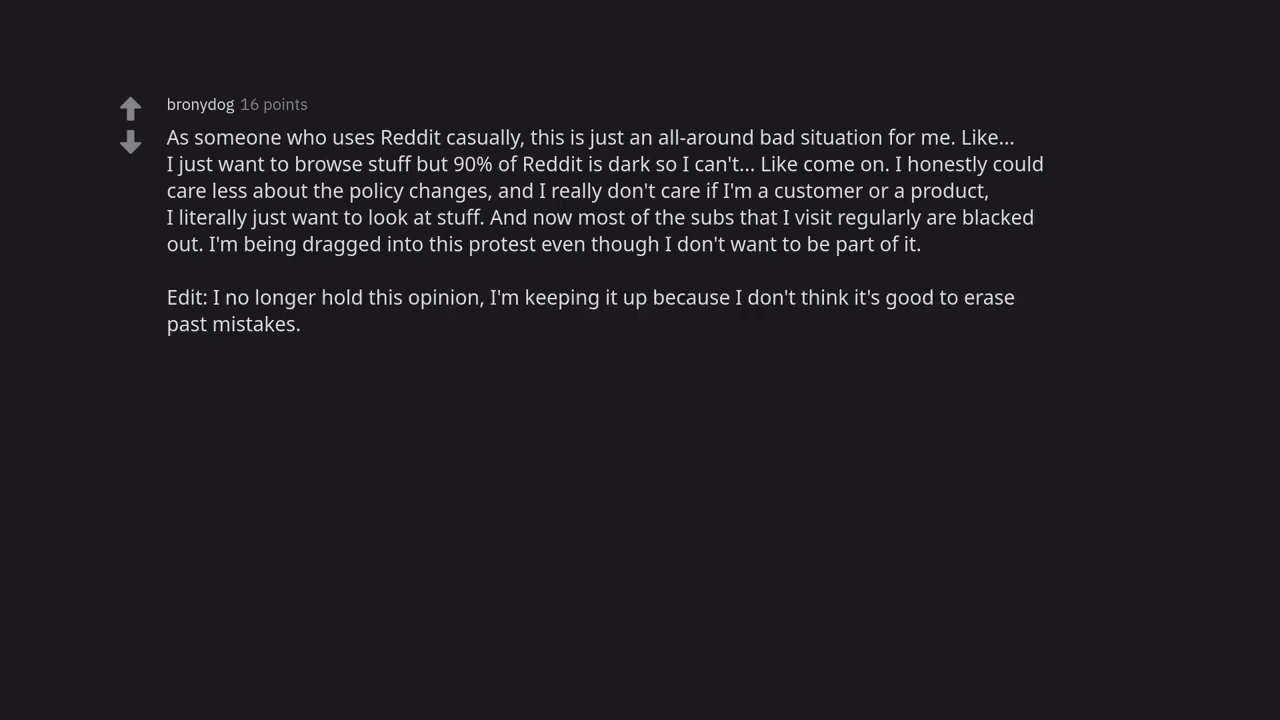 bronydog 16 points
As someone who uses Reddit casually, this is just an all-around bad situation for me. Like...
I just want to browse stuff but 90% of Reddit is dark so I can't... Like come on. I honestly could
care less about the policy changes, and I really don't care if I'm a customer or a product,
I literally just want to look at stuff. And now most of the subs that I visit regularly are blacked
out. I'm being dragged into this protest even though I don't want to be part of it.
Edit: I no longer hold this opinion, I'm keeping it up because I don't think it's good to erase
past mistakes.